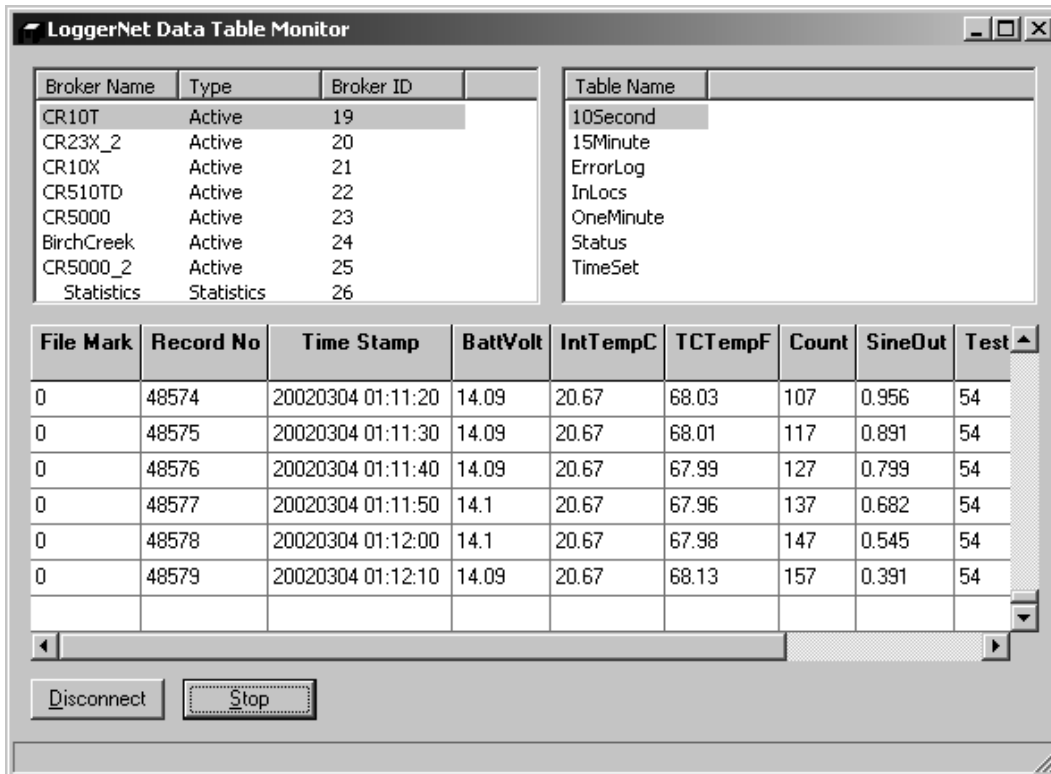 LoggerNet Data Table Monitor
Broker Name Type Broker ID
CR10T Active 19
CR23X_2 Active 20
CR10X Active 21
CR510TD Active 22
CR5000 Active 23
BirchCreek Active 24
CR5000_2 Active 25
Statistics Statistics 26
Table Name
10Second
15Minute
ErrorLog
InLocs
OneMinute
Status
TimeSet
File Mark Record No Time Stamp BattVolt IntTempC TCTempF Count SineOut Test
0 48574 20020304 01:11:20 14.09 20.67 68.03 107 0.956 54
0 48575 20020304 01:11:30 14.09 20.67 68.01 117 0.891 54
0 48576 20020304 01:11:40 14.09 20.67 67.99 127 0.799 54
0 48577 20020304 01:11:50 14.1 20.67 67.96 137 0.682 54
0 48578 20020304 01:12:00 14.1 20.67 67.98 147 0.545 54
0 48579 20020304 01:12:10 14.09 20.67 68.13 157 0.391 54
Disconnect Stop